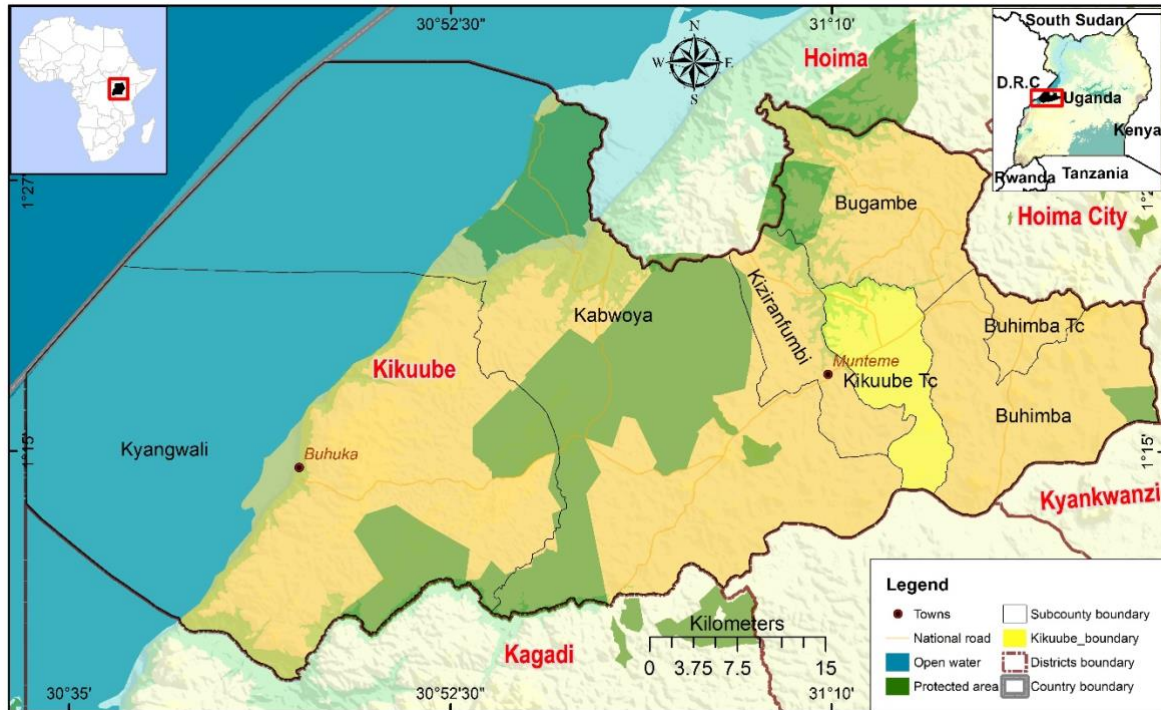 30°52'30"
31°10'
South Sudan
D.R.C
Uganda
Kenya
Rwanda
Tanzania
N
W
E
S
Hoima
1°27'
Bugambe
Hoima City
Kiziranfumbi
Kabwoya
Buhimba Tc
Kikuube
Munteme
Kikuube Tc
Buhimba
Kyangwali
Buhuka
1°15'
1°15'
Kyankwanzi
Kagadi
Kilometers
0 3.75 7.5 15
Legend
Towns
National road
Open water
Protected area
Subcounty boundary
Kikuube_boundary
Districts boundary
Country boundary
30°35'
30°52'30'
31°10'